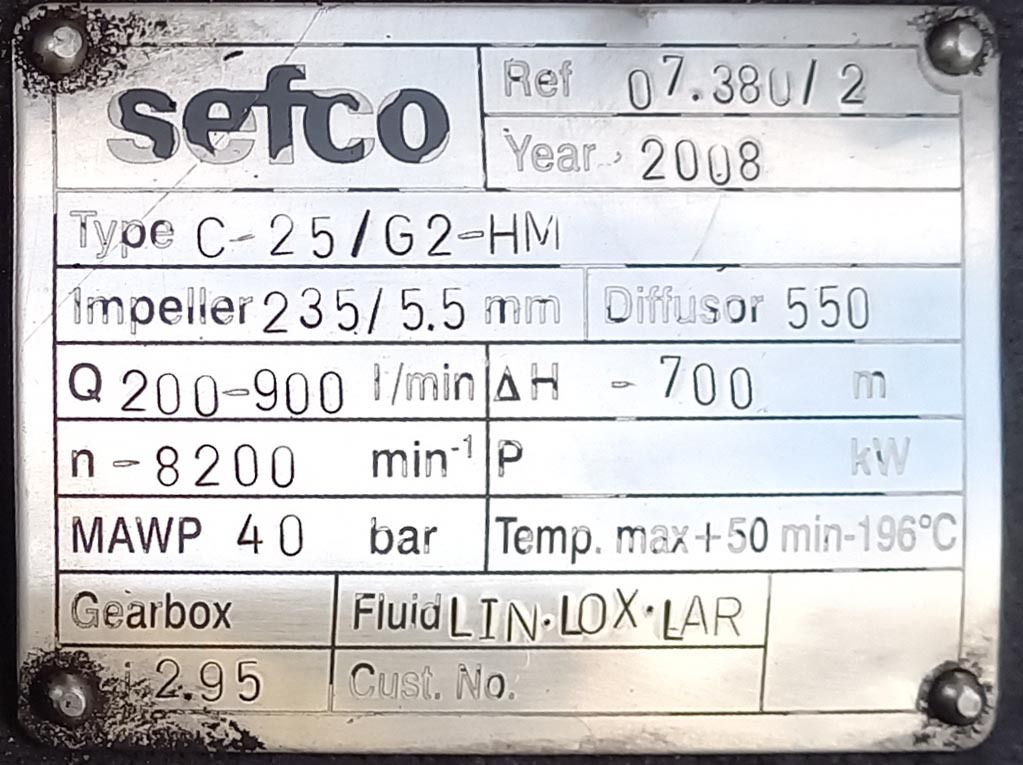 sefco
Ref 07.380/2
Year 2008
Type C-25/G2-HM
Impeller 235/5.5 mm Diffusor 550
Q 200-900 l/min ΔH -700 m
n -8200 min⁻¹ P kW
MAWP 40 bar Temp. max+50 min-196°C
Gearbox Fluid LIN·LOX·LAR
i 2.95 Cust. No.